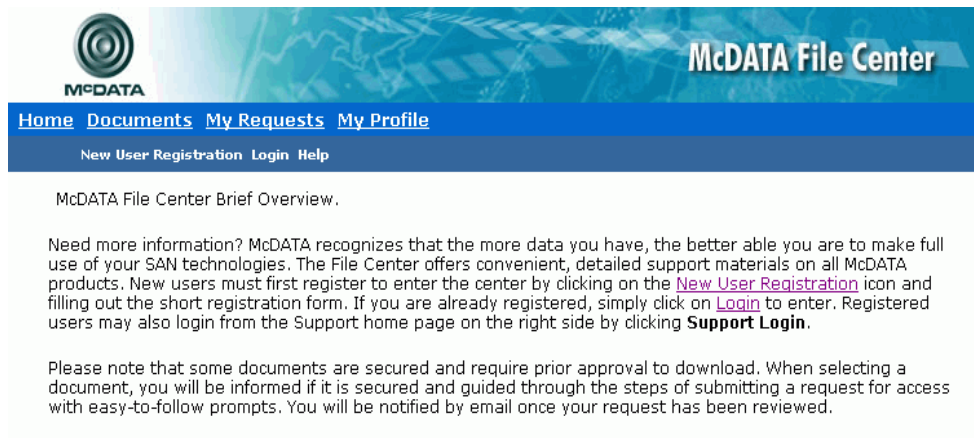 McDATA
McDATA File Center
Home Documents My Requests My Profile
New User Registration Login Help
McDATA File Center Brief Overview.
Need more information? McDATA recognizes that the more data you have, the better able you are to make full
use of your SAN technologies. The File Center offers convenient, detailed support materials on all McDATA
products. New users must first register to enter the center by clicking on the New User Registration icon and
filling out the short registration form. If you are already registered, simply click on Login to enter. Registered
users may also login from the Support home page on the right side by clicking Support Login.
Please note that some documents are secured and require prior approval to download. When selecting a
document, you will be informed if it is secured and guided through the steps of submitting a request for access
with easy-to-follow prompts. You will be notified by email once your request has been reviewed.